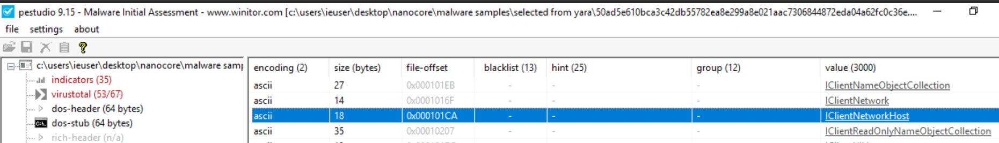 pestudio 9.15 - Malware Initial Assessment - www.winitor.com [c:\users\ieuser\desktop\nanocore\malware samples\selected from yara\50ad5e610bca3c42db55782ea8e299a8e021aac7306844872eda04a62fc0c36e....
file settings about
c:\users\ieuser\desktop\nanocore\malware samp
indicators (35)
virustotal (53/67)
dos-header (64 bytes)
dos-stub (64 bytes)
rich-header (n/a)
encoding (2) size (bytes) file-offset blacklist (13) hint (25) group (12) value (3000)
ascii 27 0x000101EB - - - IClientNameObjectCollection
ascii 14 0x0001016F - - - IClientNetwork
ascii 18 0x000101CA - - - IClientNetworkHost
ascii 35 0x00010207 - - - IClientReadOnlyNameObjectCollection